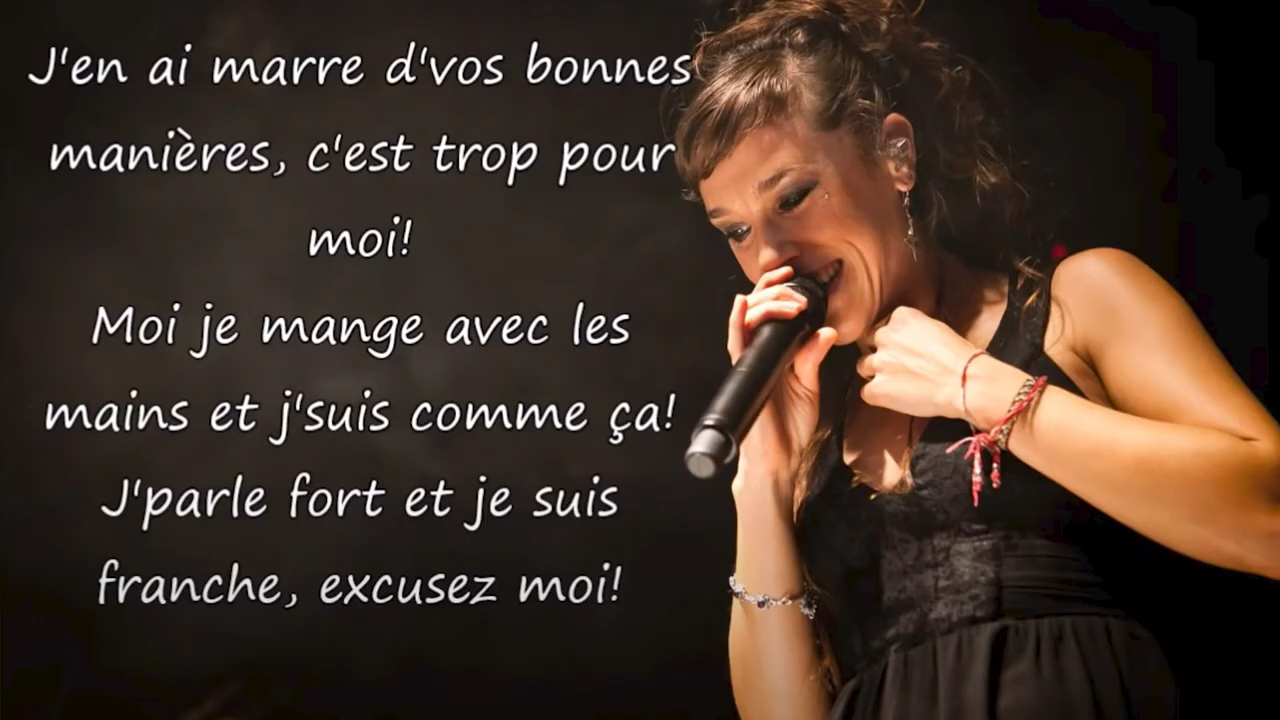 J'en ai marre d'vos bonnes
manières, c'est trop pour
moi!
Moi je mange avec les
mains et j'suis comme ça!
J'parle fort et je suis
franche, excusez moi!